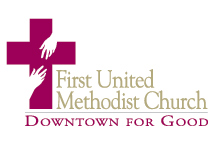 First United
Methodist Church
DOWNTOWN FOR GOOD